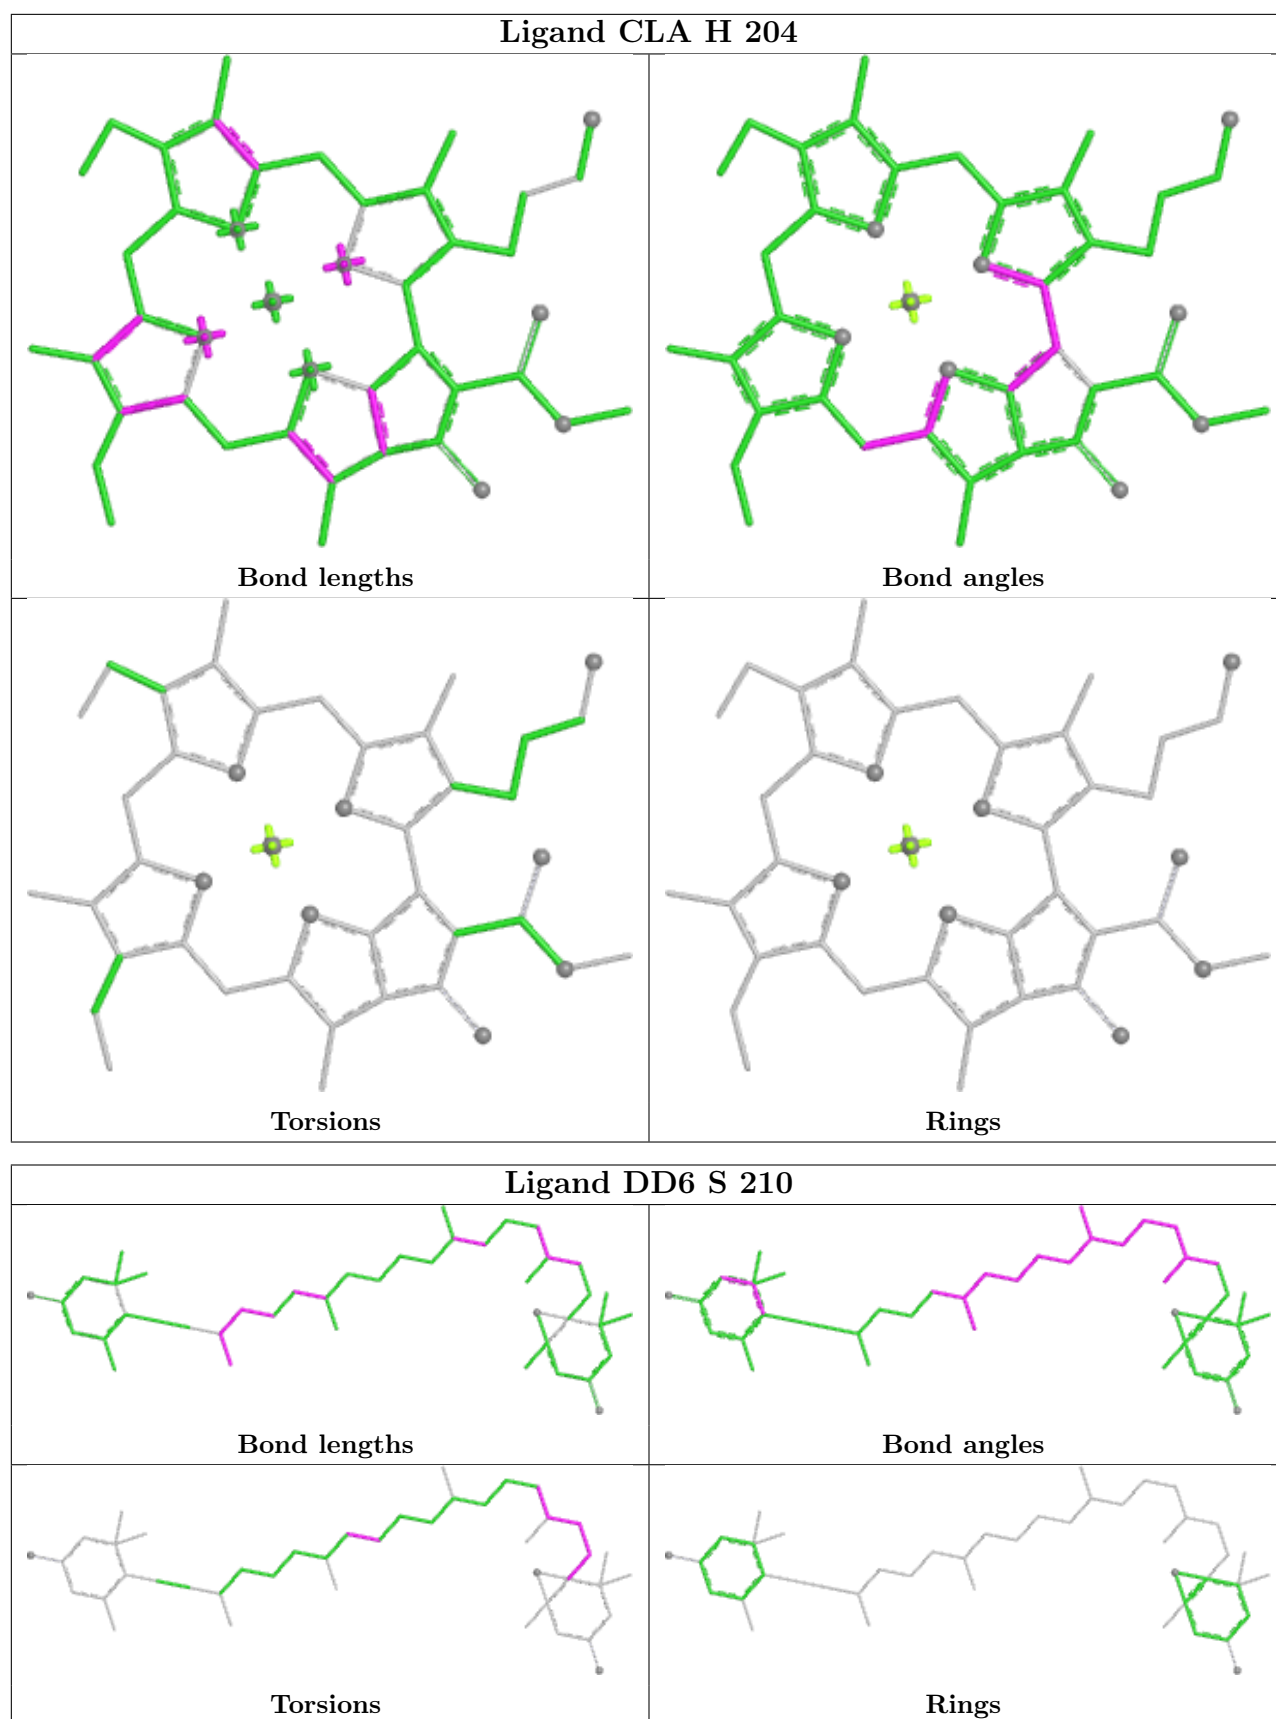 Ligand CLA H 204
Bond lengths
Bond angles
Torsions
Rings
Ligand DD6 S 210
Bond lengths
Bond angles
Torsions
Rings